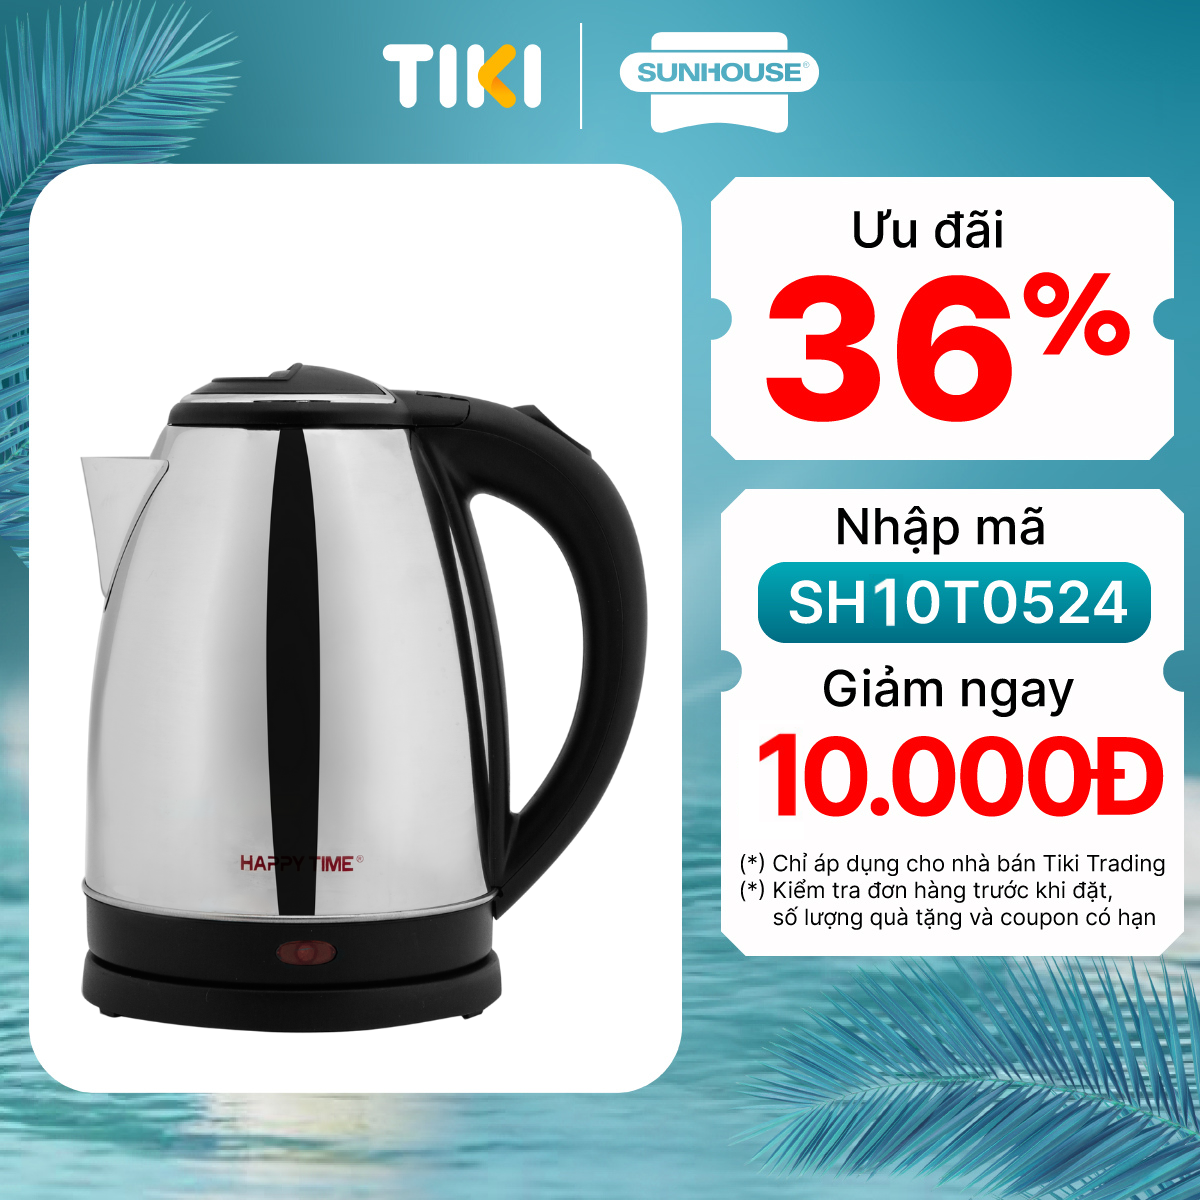 TIKI
SUNHOUSE®
Ưu đãi
36%
Nhập mã
SH10T0524
Giảm ngay
10.000Đ
(*) Chỉ áp dụng cho nhà bán Tiki Trading
(*) Kiểm tra đơn hàng trước khi đặt,
số lượng quà tặng và coupon có hạn
HAPPY TIME®